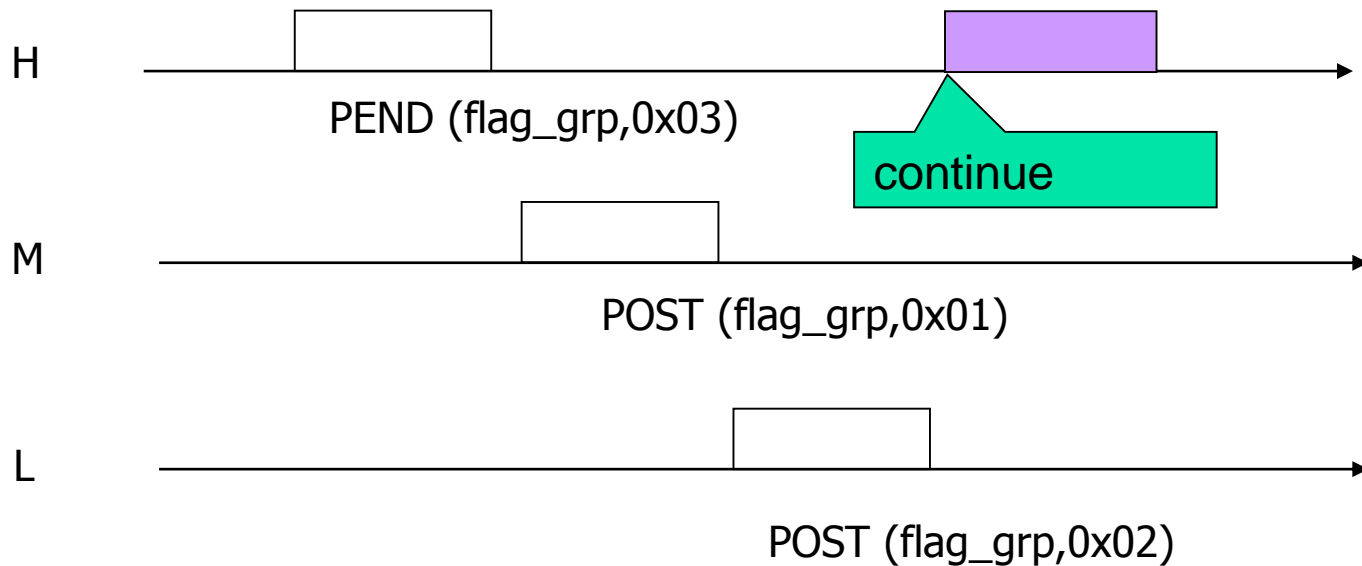 H
PEND (flag_grp,0x03)
continue
M
POST (flag_grp,0x01)
L
POST (flag_grp,0x02)